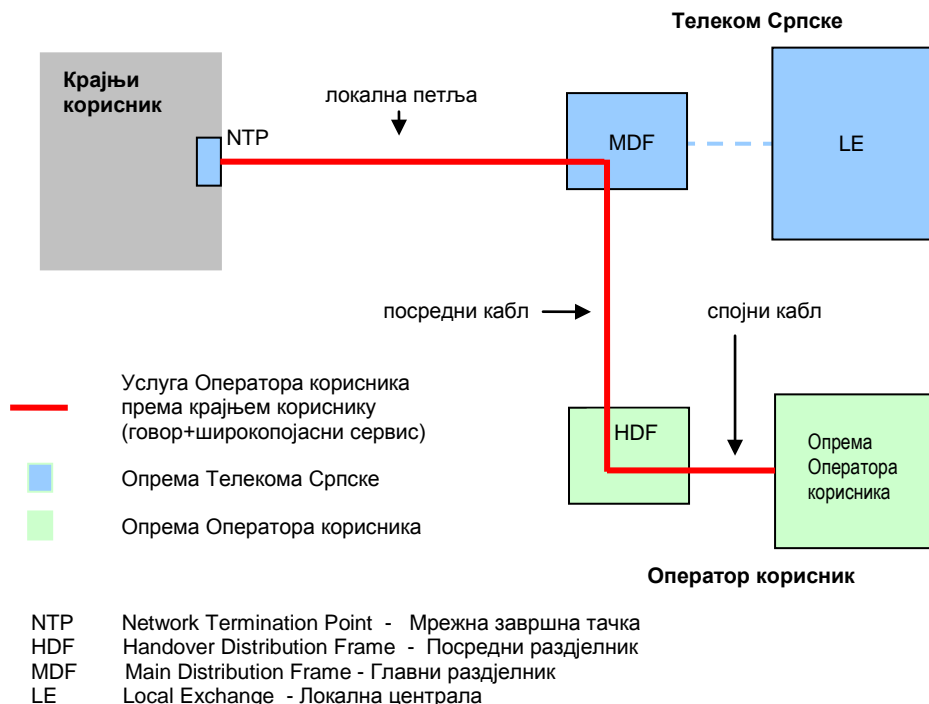 Телеком Српске
Крајњи
корисник
локална петља
NTP
MDF
LE
посредни кабл
спојни кабл
Услуга Оператора корисника
према крајњем кориснику
(говор+широкопојасни сервис)
HDF
Опрема
Оператора
корисника
Опрема Телекома Српске
Опрема Оператора корисника
Оператор корисник
NTP Network Termination Point - Мрежна завршна тачка
HDF Handover Distribution Frame - Посредни раздјелник
MDF Main Distribution Frame - Главни раздјелник
LE Local Exchange - Локална централа